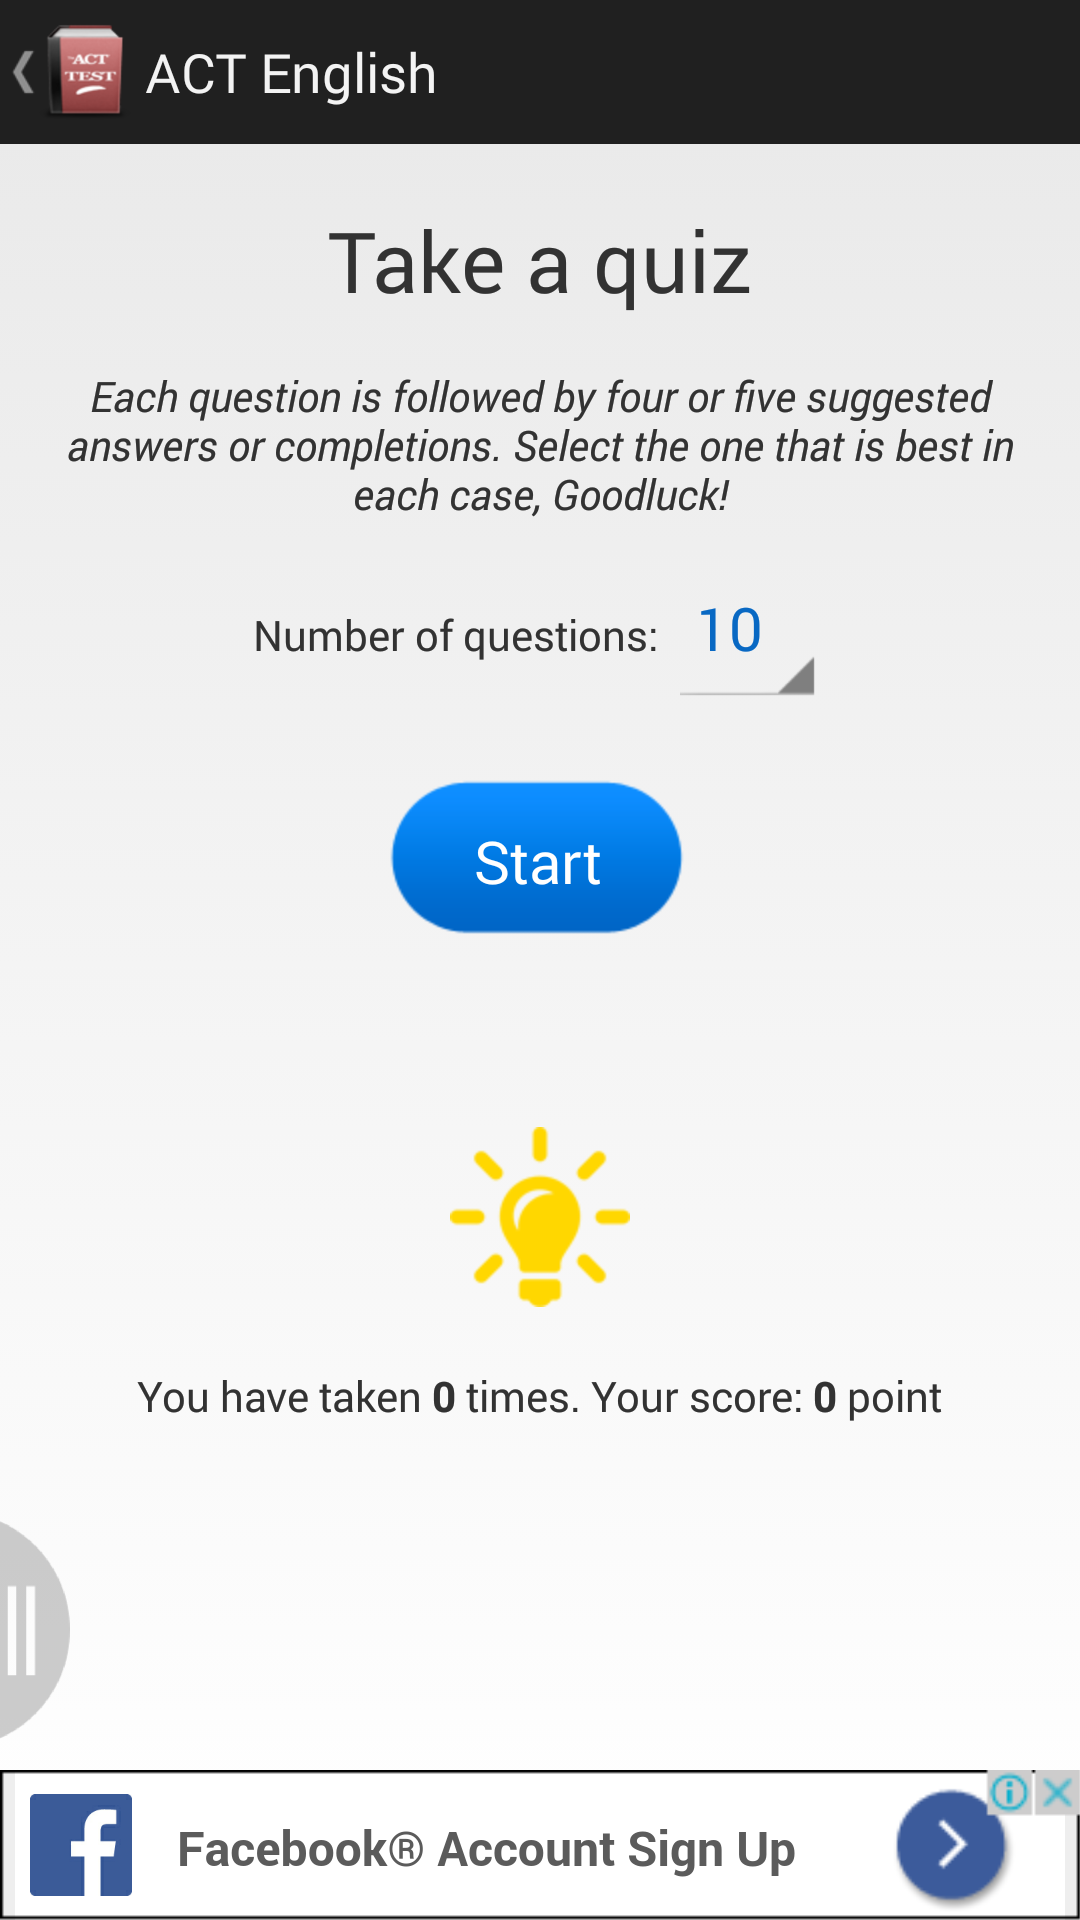 ACT
TEST
ACT English
Take a quiz
Each question is followed by four or five suggested
answers or completions. Select the one that is best in
each case, Goodluck!
Number of questions: 10
Start
You have taken 0 times. Your score: 0 point
Facebook® Account Sign Up